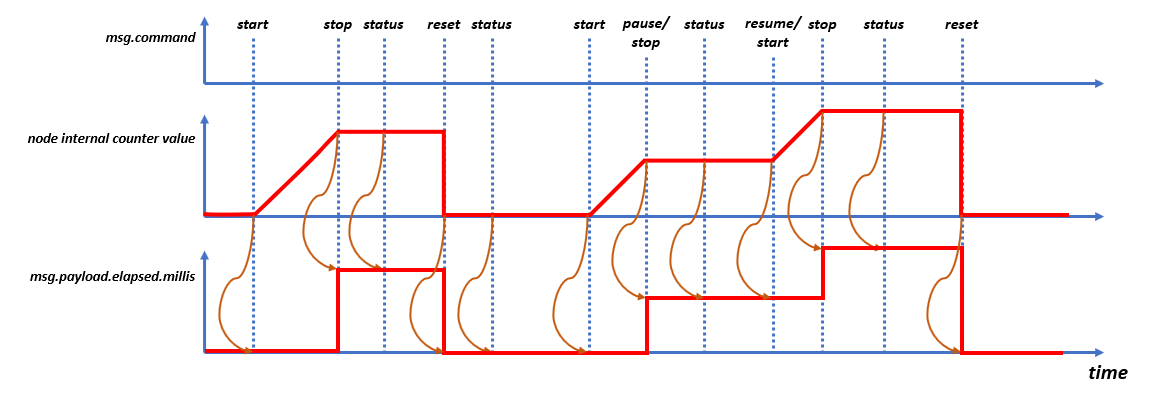 start stop status reset status start pause/ status resume/ stop status reset
stop start
msg.command
node internal counter value
msg.payload.elapsed.millis
time